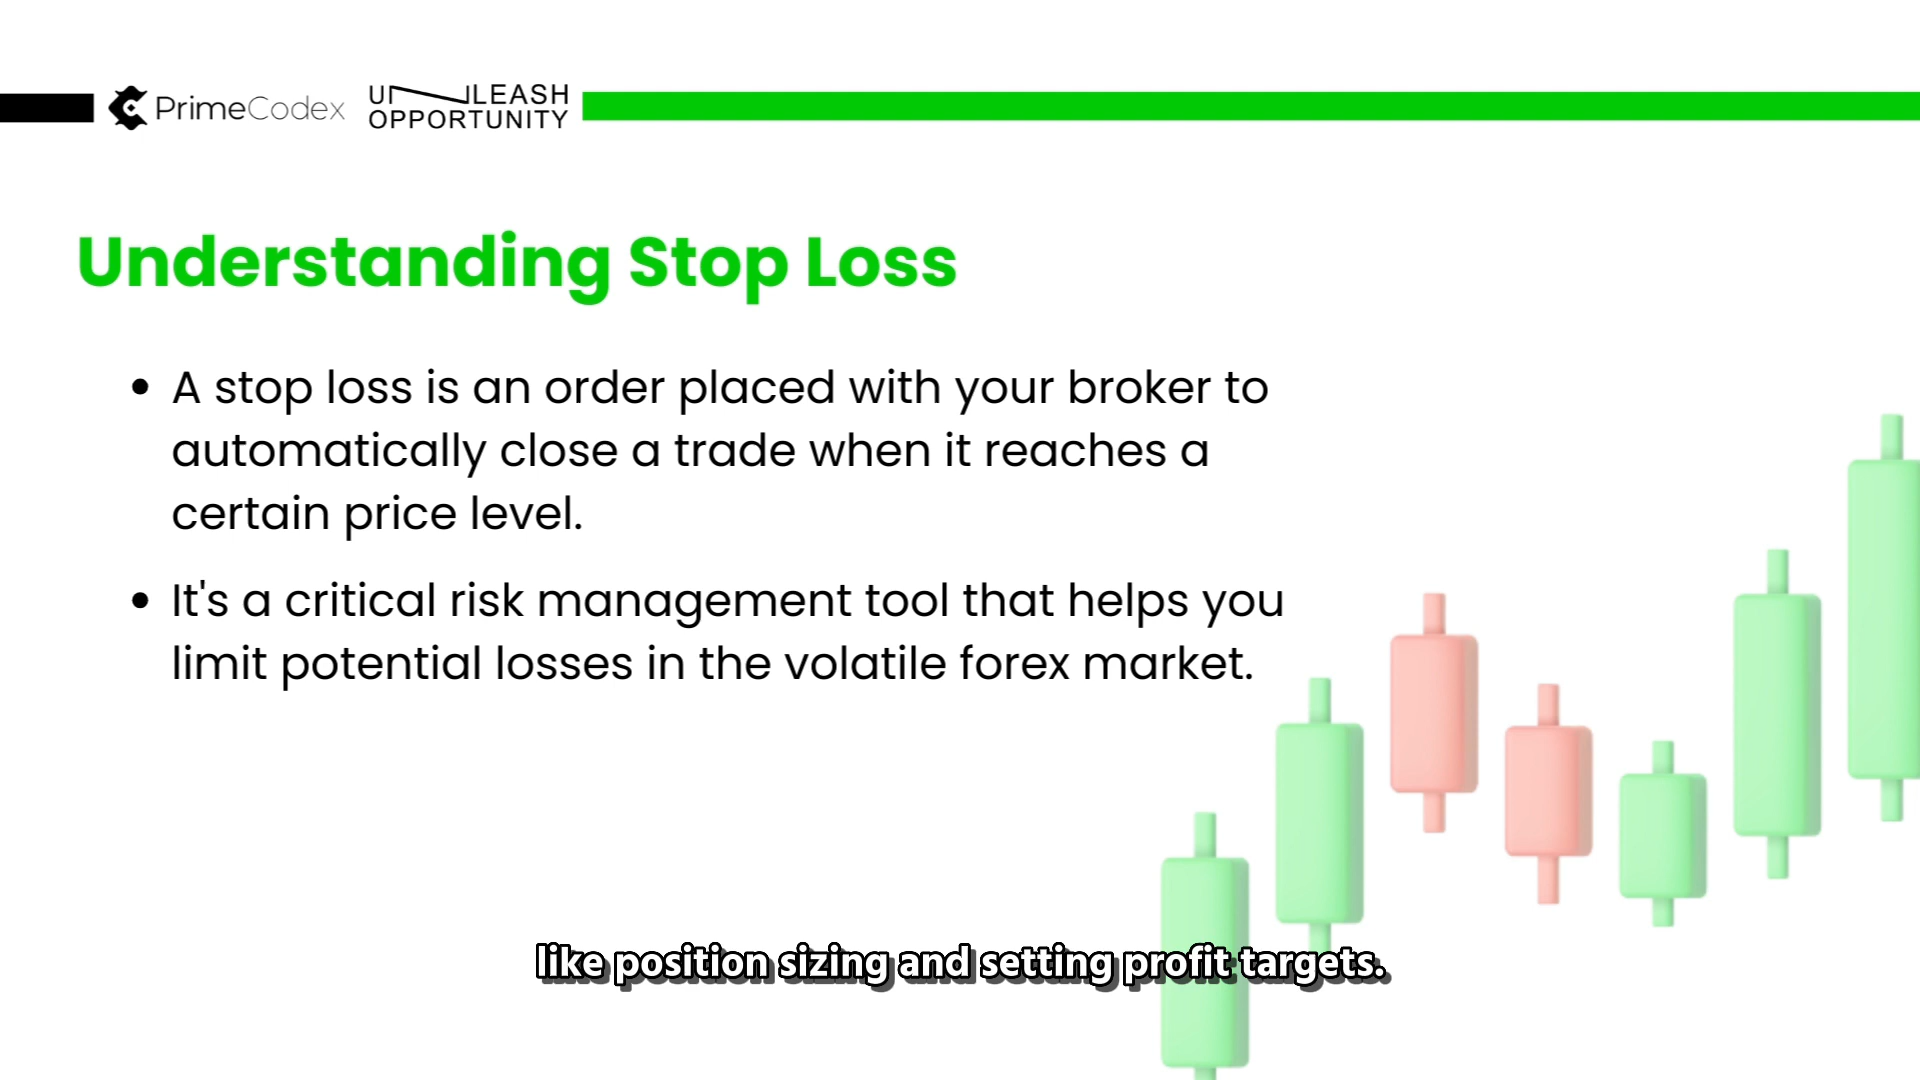 PrimeCodex
UNLEASH
OPPORTUNITY
Understanding Stop Loss
• A stop loss is an order placed with your broker to
automatically close a trade when it reaches a
certain price level.
• It's a critical risk management tool that helps you
limit potential losses in the volatile forex market.
like position sizing and setting profit targets.